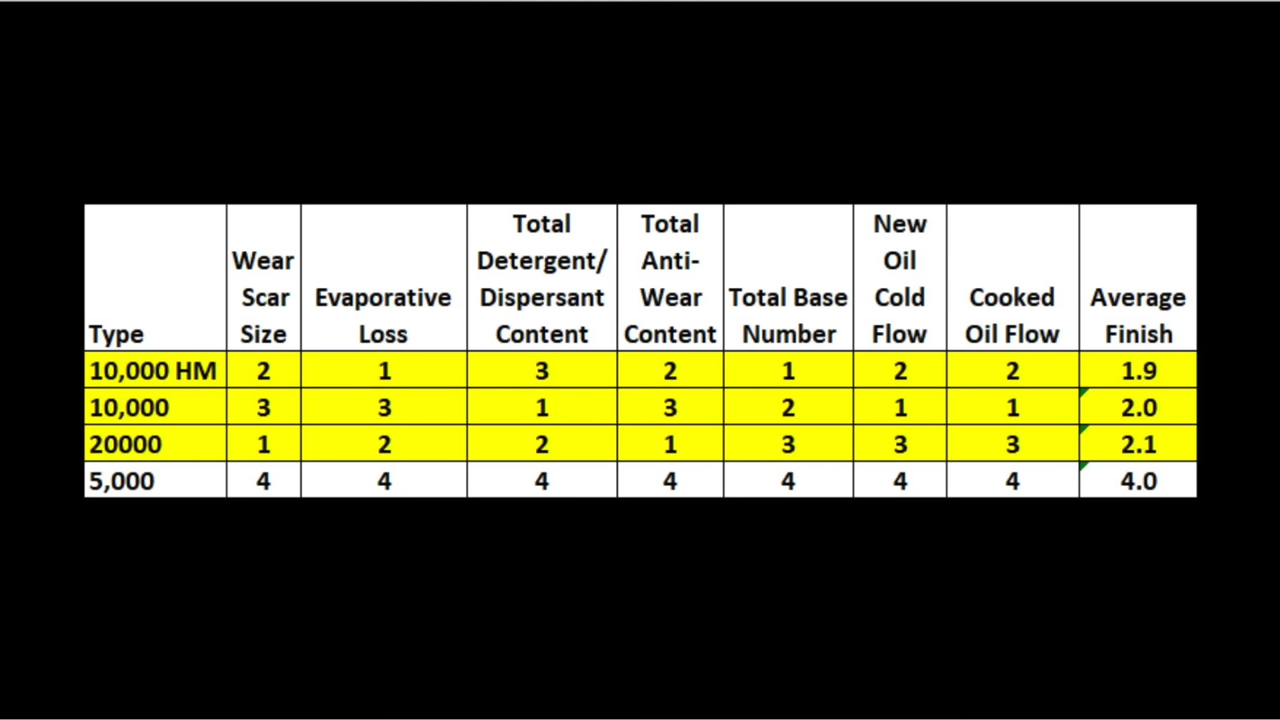 Type
Wear Scar Size
Evaporative Loss
Total Detergent/ Dispersant Content
Total Anti- Wear Content
Total Base Number
New Oil Cold Flow
Cooked Oil Flow
Average Finish
10,000 HM 2 1 3 2 1 2 2 1.9
10,000 3 3 1 3 2 1 1 2.0
20000 1 2 2 1 3 3 3 2.1
5,000 4 4 4 4 4 4 4 4.0